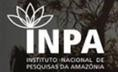 INPA
INSTITUTO NACIONAL DE
PESQUISAS DA AMAZÔNIA